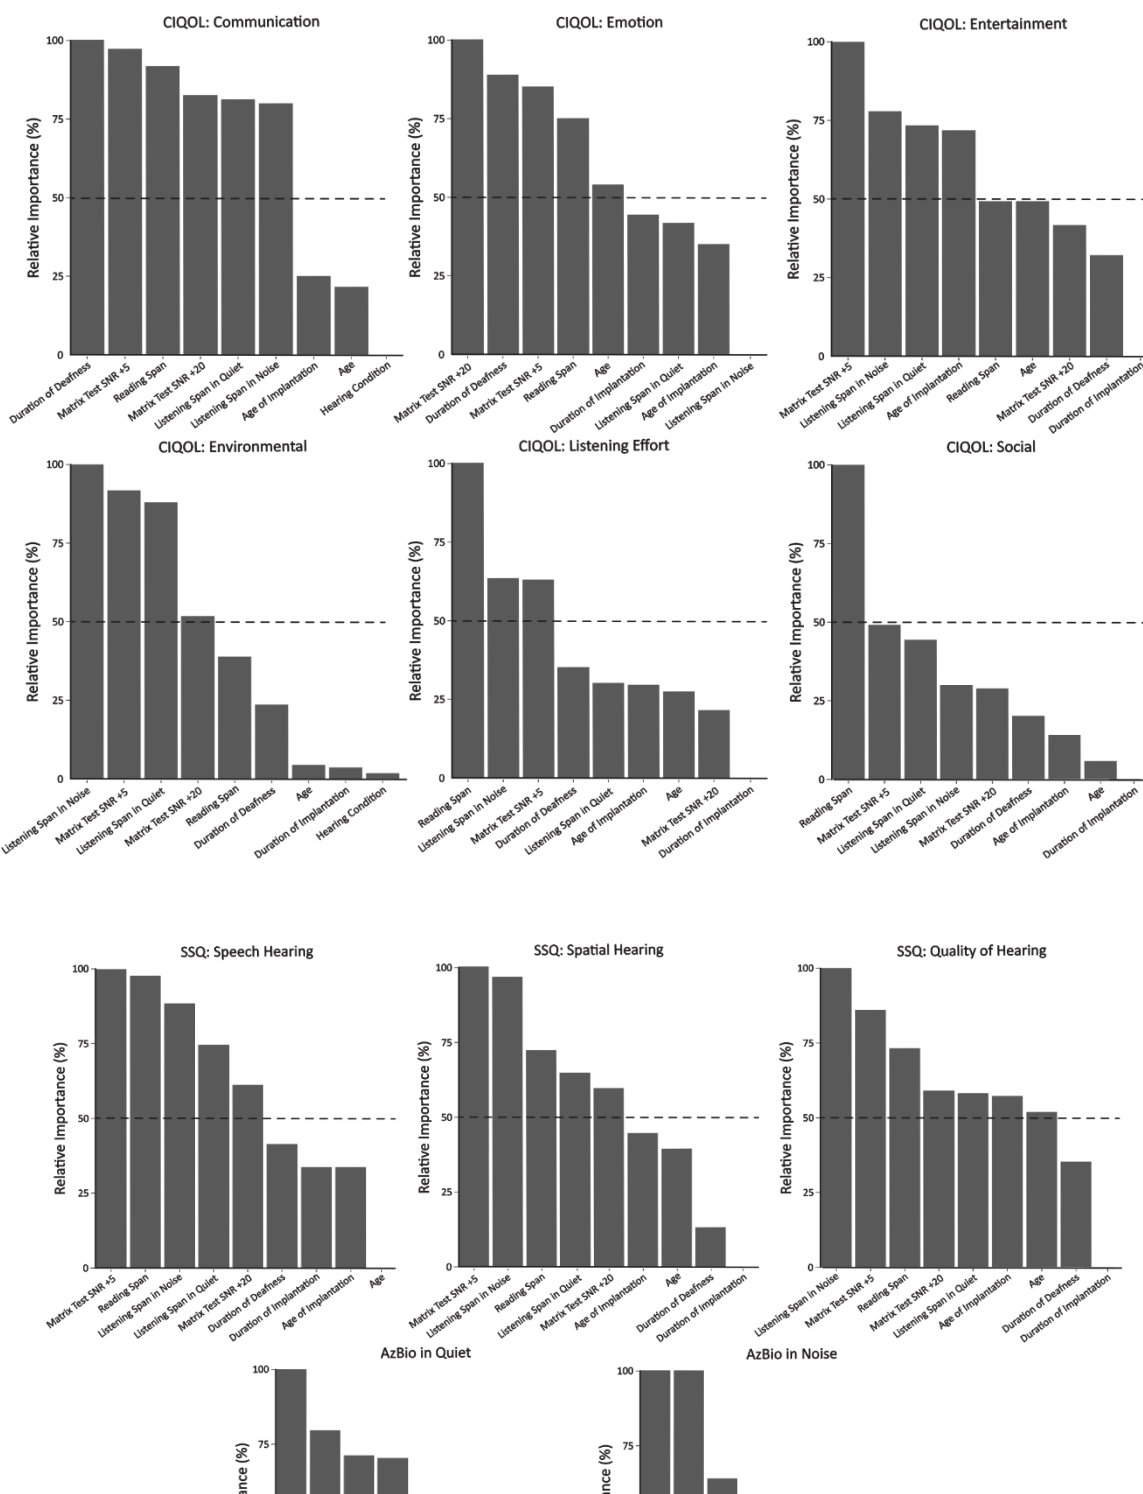 CIQOL: Communication
Relative Importance (%)
100
75
50
25
0
Duration of Deafness
Matrix Test SNR +5
Reading Span
Matrix Test SNR +20
Listening Span in Quiet
Listening Span in Noise
Age of Implantation
Age
Hearing Condition
CIQOL: Emotion
Relative Importance (%)
100
75
50
25
0
Matrix Test SNR +20
Duration of Deafness
Matrix Test SNR +5
Reading Span
Age
Duration of Implantation
Listening Span in Quiet
Age of Implantation
Listening Span in Noise
CIQOL: Entertainment
Relative Importance (%)
100
75
50
25
0
Matrix Test SNR +5
Listening Span in Noise
Listening Span in Quiet
Age of Implantation
Reading Span
Age
Matrix Test SNR +20
Duration of Deafness
Duration of Implantation
CIQOL: Environmental
Relative Importance (%)
100
75
50
25
0
Listening Span in Noise
Matrix Test SNR +5
Listening Span in Quiet
Matrix Test SNR +20
Reading Span
Duration of Deafness
Age
Duration of Implantation
Hearing Condition
CIQOL: Listening Effort
Relative Importance (%)
100
75
50
25
0
Reading Span
Listening Span in Noise
Matrix Test SNR +5
Duration of Deafness
Listening Span in Quiet
Age of Implantation
Age
Matrix Test SNR +20
Duration of Implantation
CIQOL: Social
Relative Importance (%)
100
75
50
25
0
Reading Span
Matrix Test SNR +5
Listening Span in Quiet
Listening Span in Noise
Matrix Test SNR +20
Duration of Deafness
Age of Implantation
Age
Duration of Implantation
SSQ: Speech Hearing
Relative Importance (%)
100
75
50
25
0
Matrix Test SNR +5
Reading Span
Listening Span in Noise
Listening Span in Quiet
Matrix Test SNR +20
Duration of Deafness
Duration of Implantation
Age of Implantation
Age
SSQ: Spatial Hearing
Relative Importance (%)
100
75
50
25
0
Matrix Test SNR +5
Listening Span in Noise
Reading Span
Listening Span in Quiet
Matrix Test SNR +20
Age of Implantation
Age
Duration of Deafness
Duration of Implantation
SSQ: Quality of Hearing
Relative Importance (%)
100
75
50
25
0
Listening Span in Noise
Matrix Test SNR +5
Reading Span
Matrix Test SNR +20
Listening Span in Quiet
Age of Implantation
Age
Duration of Deafness
Duration of Implantation
AzBio in Quiet
100
75
(%)
AzBio in Noise
100
75
(%)